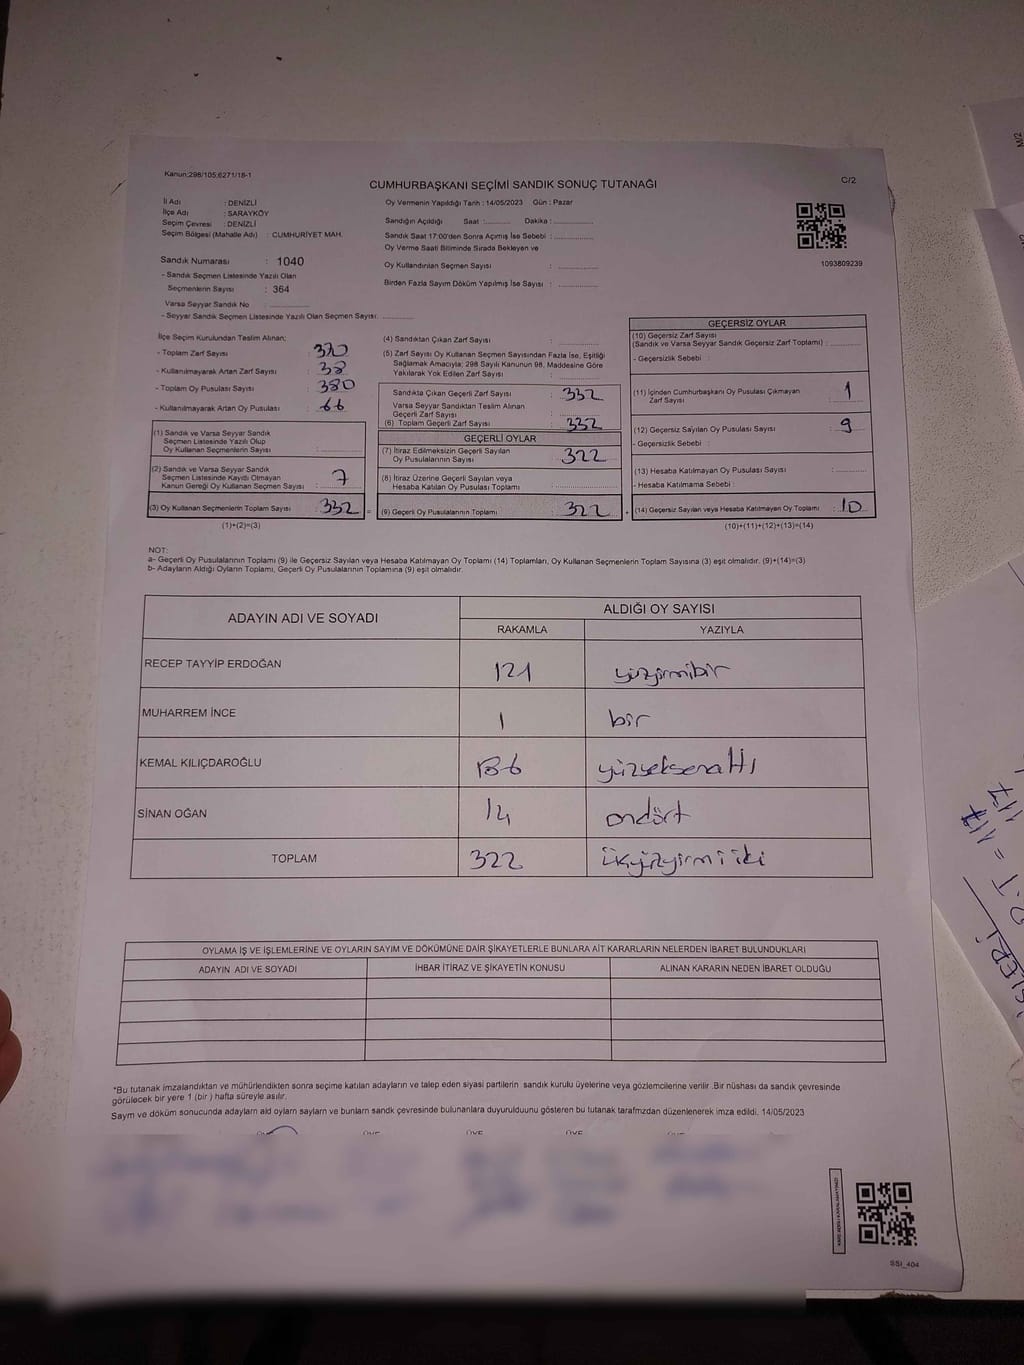 Kanun:298/105,6271/18-1
CUMHURBAŞKANI SEÇİMİ SANDIK SONUÇ TUTANAĞI
C/2
İl Adı : DENİZLİ
İlçe Adı : SARAYKÖY
Seçim Çevresi : DENİZLİ
Seçim Bölgesi (Mahalle Adı) : CUMHURİYET MAH.
Sandık Numarası : 1040
- Sandık Seçmen Listesinde Yazılı Olan
Seçmenlerin Sayısı : 364
Varsa Seyyar Sandık No :
- Seyyar Sandık Seçmen Listesinde Yazılı Olan Seçmen Sayısı:
Oy Vermenin Yapıldığı Tarih : 14/05/2023 Gün : Pazar
Sandığın Açıldığı Saat : Dakika :
Sandık Saat 17:00'den Sonra Açımış İse Sebebi :
Oy Verme Saati Bitiminde Sırada Bekleyen ve
Oy Kullandırılan Seçmen Sayısı :
Birden Fazla Sayım Döküm Yapılmış İse Sayısı :
1093809239
İlçe Seçim Kurulundan Teslim Alınan;
- Toplam Zarf Sayısı : 370
- Kullanılmayarak Artan Zarf Sayısı : 38
- Toplam Oy Pusulası Sayısı : 380
- Kullanılmayarak Artan Oy Pusulası : 66
(1) Sandık ve Varsa Seyyar Sandık
Seçmen Listesinde Yazılı Olup
Oy Kullanan Seçmenlerin Sayısı :
(2) Sandık ve Varsa Seyyar Sandık
Seçmen Listesinde Kayıtlı Olmayan
Kanun Gereği Oy Kullanan Seçmen Sayısı : 7
(3) Oy Kullanan Seçmenlerin Toplam Sayısı : 332 =
(1)+(2)=(3)
(4) Sandıktan Çıkan Zarf Sayısı :
(5) Zarf Sayısı Oy Kullanan Seçmen Sayısından Fazla İse, Eşitliği
Sağlamak Amacıyla; 298 Sayılı Kanunun 98. Maddesine Göre
Yakılarak Yok Edilen Zarf Sayısı :
Sandıkta Çıkan Geçerli Zarf Sayısı : 332
Varsa Seyyar Sandıktan Teslim Alınan
Geçerli Zarf Sayısı :
(6) Toplam Geçerli Zarf Sayısı : 332
GEÇERLİ OYLAR
(7) İtiraz Edilmeksizin Geçerli Sayılan
Oy Pusulalarının Sayısı : 322
(8) İtiraz Üzerine Geçerli Sayılan veya
Hesaba Katılan Oy Pusulası Toplamı :
(9) Geçerli Oy Pusulalarının Toplamı : 322 +
GEÇERSİZ OYLAR
(10) Geçersiz Zarf Sayısı
(Sandık ve Varsa Seyyar Sandık Geçersiz Zarf Toplamı) :
- Geçersizlik Sebebi :
(11) İçinden Cumhurbaşkanı Oy Pusulası Çıkmayan
Zarf Sayısı : 1
(12) Geçersiz Sayılan Oy Pusulası Sayısı : 9
- Geçersizlik Sebebi :
(13) Hesaba Katılmayan Oy Pusulası Sayısı :
- Hesaba Katılmama Sebebi :
(14) Geçersiz Sayılan veya Hesaba Katılmayan Oy Toplamı : 10
(10)+(11)+(12)+(13)=(14)
NOT:
a- Geçerli Oy Pusulalarının Toplamı (9) ile Geçersiz Sayılan veya Hesaba Katılmayan Oy Toplamı (14) Toplamları, Oy Kullanan Seçmenlerin Toplam Sayısına (3) eşit olmalıdır. (9)+(14)=(3)
b- Adayların Aldığı Oyların Toplamı, Geçerli Oy Pusulalarının Toplamına (9) eşit olmalıdır.
ADAYIN ADI VE SOYADI
ALDIĞI OY SAYISI
RAKAMLA YAZIYLA
RECEP TAYYİP ERDOĞAN 121 yüzyirmibir
MUHARREM İNCE 1 bir
KEMAL KILIÇDAROĞLU 186 yüzseksenaltı
SİNAN OĞAN 14 ondört
TOPLAM 322 üçyüzyirmiiki
OYLAMA İŞ VE İŞLEMLERİNE VE OYLARIN SAYIM VE DÖKÜMÜNE DAİR ŞİKAYETLERLE BUNLARA AİT KARARLARIN NELERDEN İBARET BULUNDUKLARI
ADAYIN ADI VE SOYADI İHBAR İTİRAZ VE ŞİKAYETİN KONUSU ALINAN KARARIN NEDEN İBARET OLDUĞU
*Bu tutanak imzalandıktan ve mühürlendikten sonra seçime katılan adayların ve talep eden siyasi partilerin sandık kurulu üyelerine veya gözlemcilerine verilir .Bir nüshası da sandık çevresinde
görülecek bir yere 1 (bir ) hafta süreyle asılır.
Sayım ve döküm sonucunda adayların ald oyların sayların ve bunların sandk çevresinde bulunanlara duyurulduunu gösteren bu tutanak tarafmzdan düzenlenerek imza edildi. 14/05/2023
SSI_404